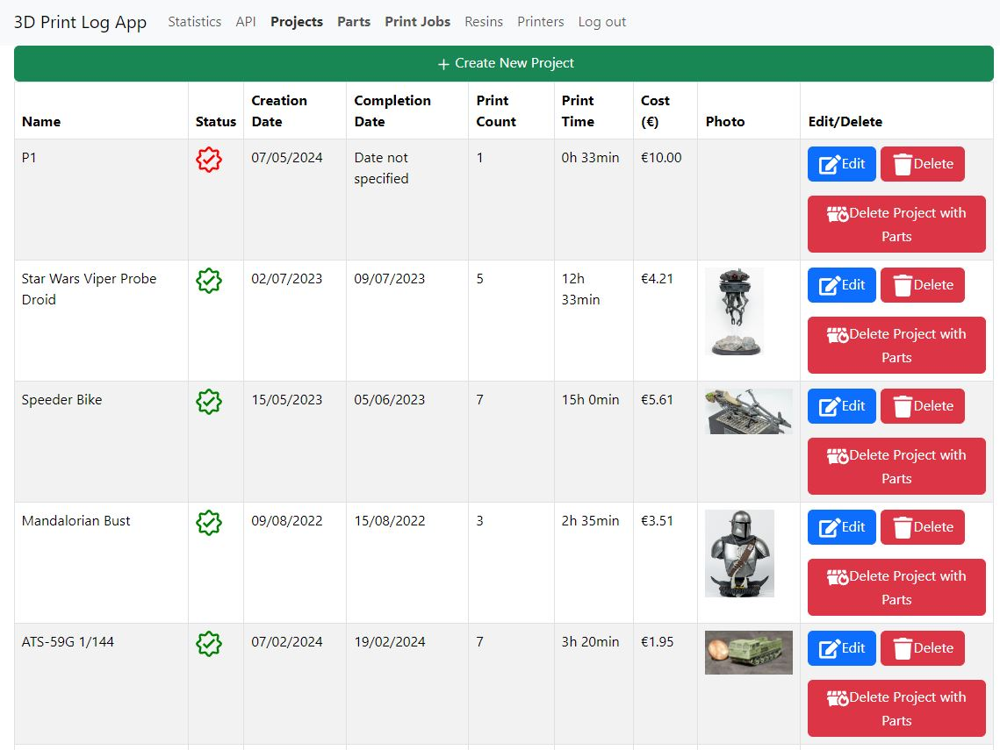 3D Print Log App Statistics API Projects Parts Print Jobs Resins Printers Log out
+ Create New Project
Name Status Creation Date Completion Date Print Count Print Time Cost (€) Photo Edit/Delete
P1 07/05/2024 Date not specified 1 0h 33min €10.00 Edit Delete
Delete Project with Parts
Star Wars Viper Probe Droid 02/07/2023 09/07/2023 5 12h 33min €4.21 Edit Delete
Delete Project with Parts
Speeder Bike 15/05/2023 05/06/2023 7 15h 0min €5.61 Edit Delete
Delete Project with Parts
Mandalorian Bust 09/08/2022 15/08/2022 3 2h 35min €3.51 Edit Delete
Delete Project with Parts
ATS-59G 1/144 07/02/2024 19/02/2024 7 3h 20min €1.95 Edit Delete
Delete Project with Parts